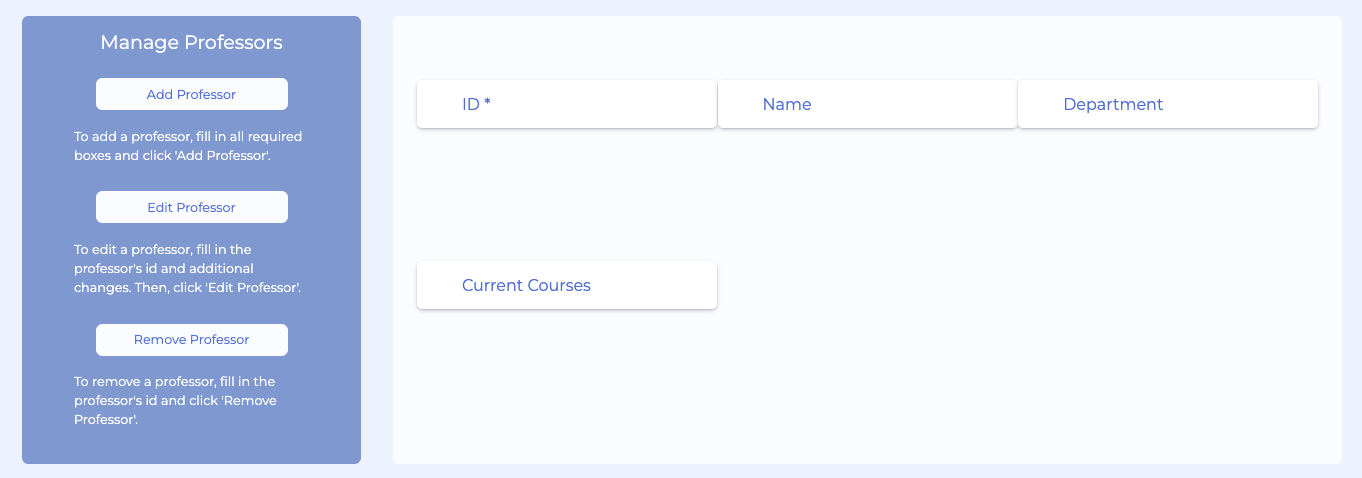 Manage Professors
Add Professor
To add a professor, fill in all required
boxes and click 'Add Professor'.
Edit Professor
To edit a professor, fill in the
professor's id and additional
changes. Then, click 'Edit Professor'.
Remove Professor
To remove a professor, fill in the
professor's id and click 'Remove
Professor'.
ID *
Name
Department
Current Courses